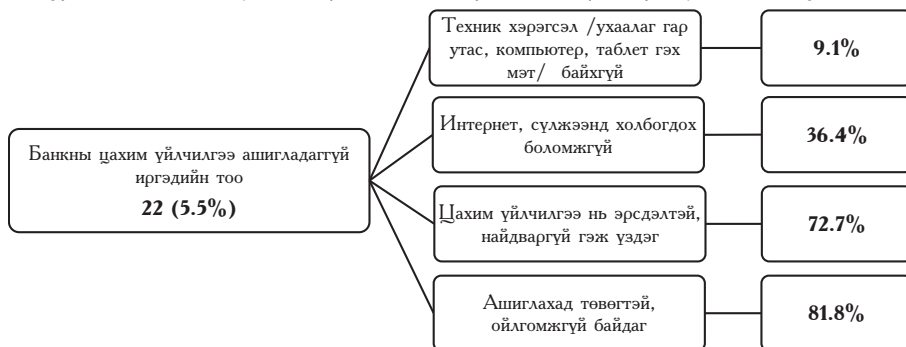 Техник хэрэгсэл /ухаалаг гар
утас, компьютер, таблет гэх
мэт/ байхгүй
9.1%
Интернет, сүлжээнд холбогдох
боломжгүй
36.4%
Банкны цахим үйлчилгээ ашигладаггүй
иргэдийн тоо
22 (5.5%)
Цахим үйлчилгээ нь эрсдэлтэй,
найдваргүй гэж үздэг
72.7%
Ашиглахад төвөгтэй,
ойлгомжгүй байдаг
81.8%